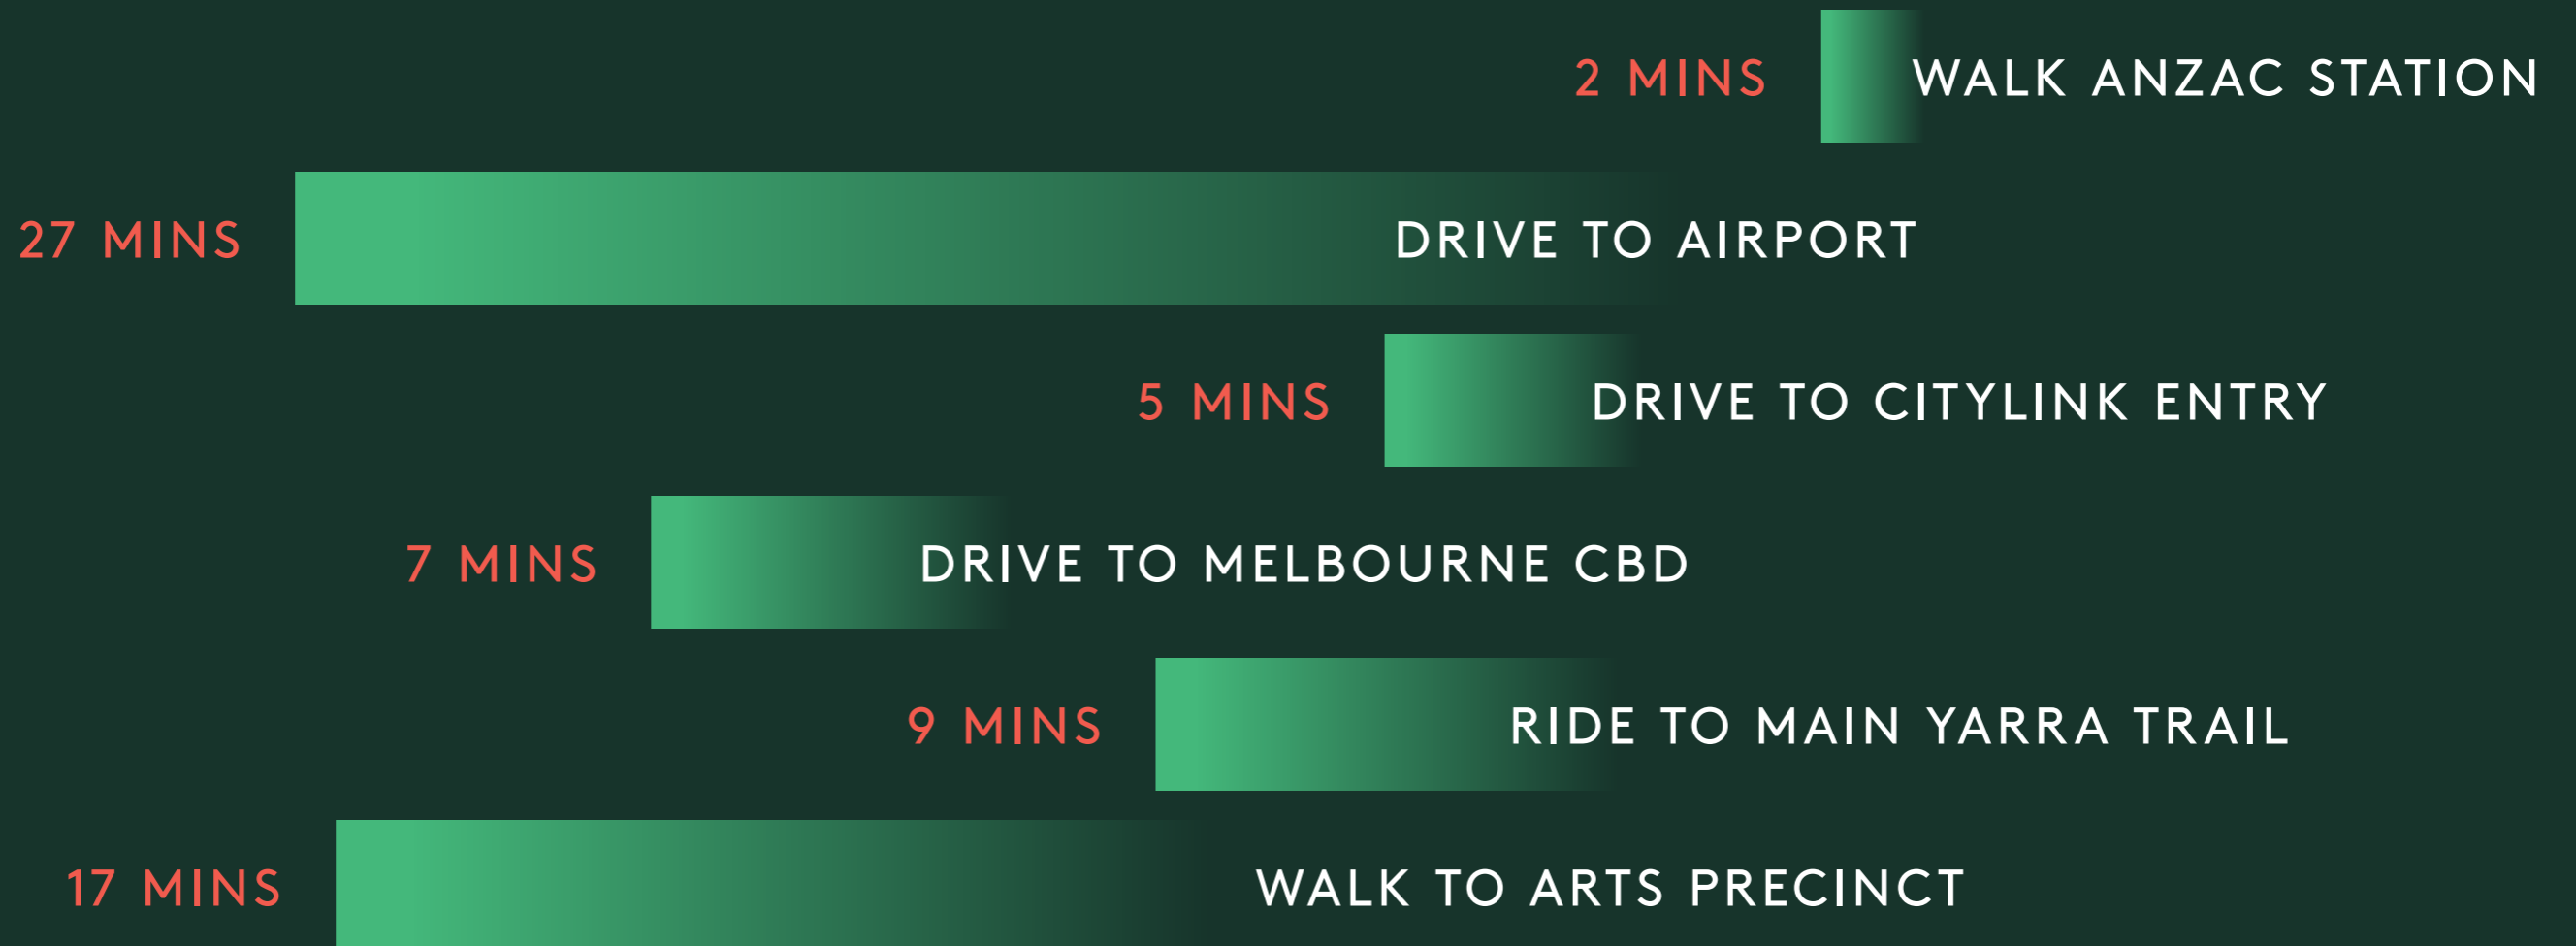 2 MINS WALK ANZAC STATION
27 MINS DRIVE TO AIRPORT
5 MINS DRIVE TO CITYLINK ENTRY
7 MINS DRIVE TO MELBOURNE CBD
9 MINS RIDE TO MAIN YARRA TRAIL
17 MINS WALK TO ARTS PRECINCT